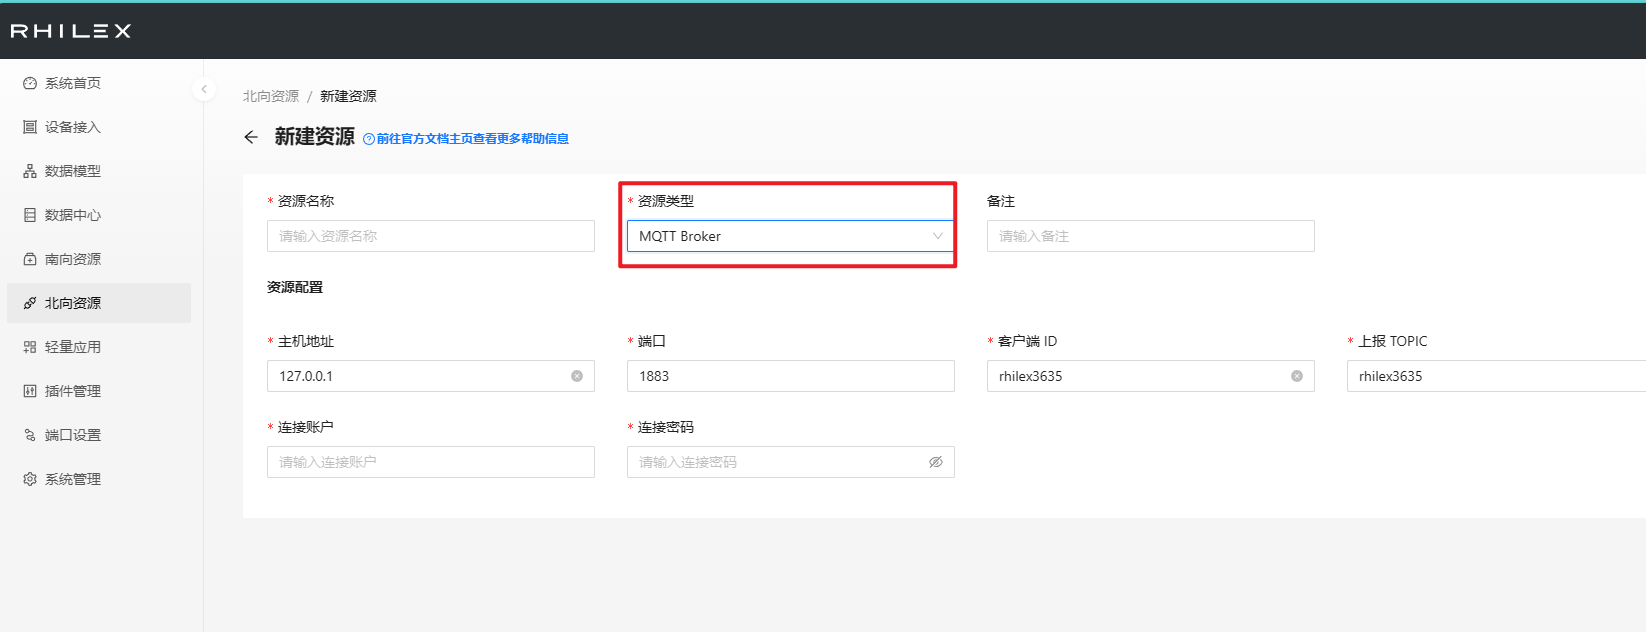 RHILEX
系统首页
设备接入
数据模型
数据中心
南向资源
北向资源
轻量应用
插件管理
端口设置
系统管理
北向资源 / 新建资源
新建资源 前往官方文档主页查看更多帮助信息
* 资源名称
请输入资源名称
* 资源类型
MQTT Broker
备注
请输入备注
资源配置
* 主机地址
127.0.0.1
* 端口
1883
* 客户端 ID
rhilex3635
* 上报 TOPIC
rhilex3635
* 连接账户
请输入连接账户
* 连接密码
请输入连接密码